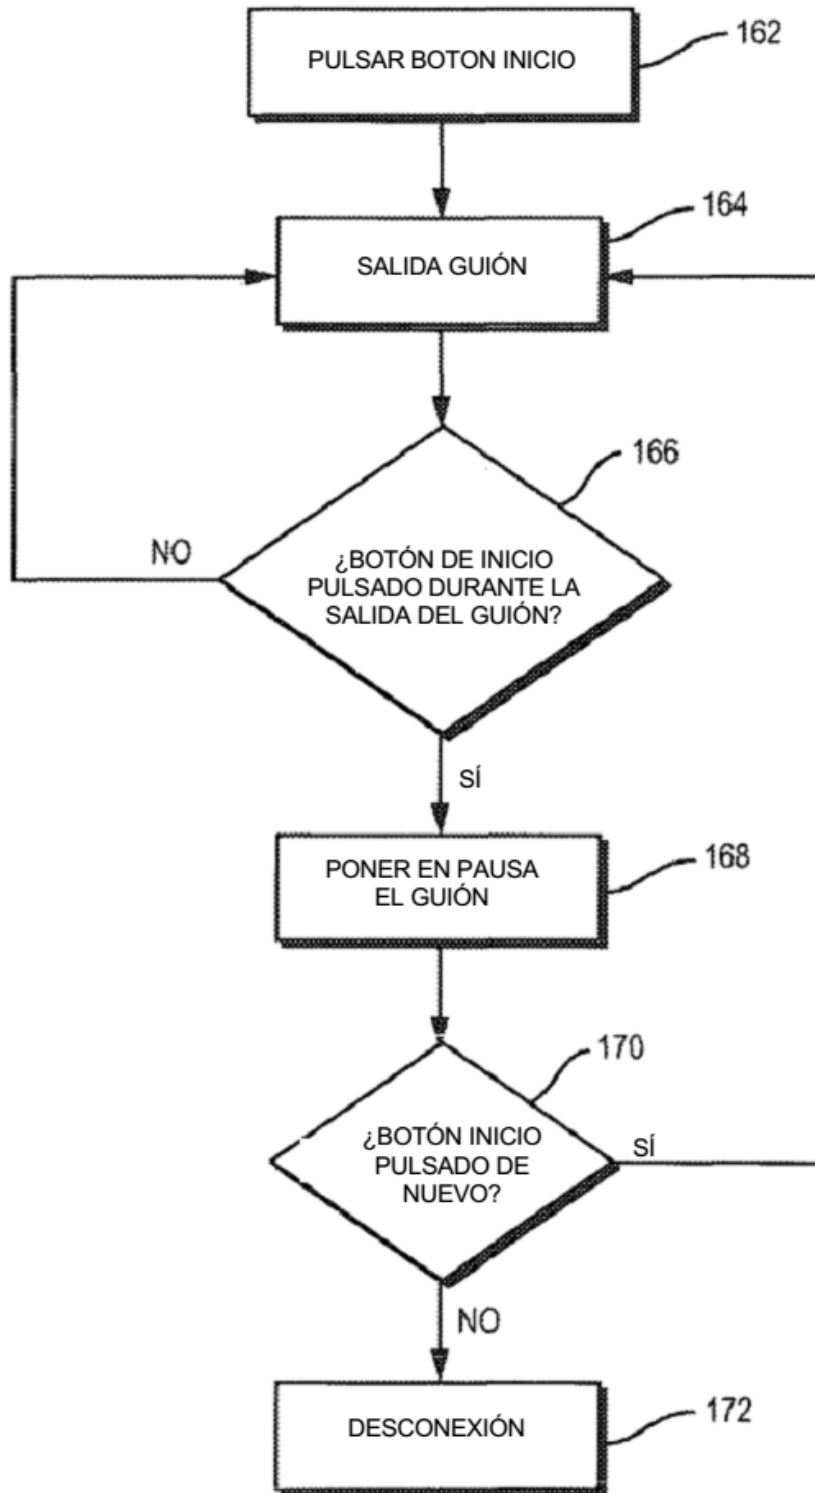 PULSAR BOTON INICIO
162
164
SALIDA GUIÓN
166
NO
¿BOTÓN DE INICIO
PULSADO DURANTE LA
SALIDA DEL GUIÓN?
SÍ
PONER EN PAUSA
EL GUIÓN
168
170
¿BOTÓN INICIO
PULSADO DE
NUEVO?
SÍ
NO
DESCONEXIÓN
172